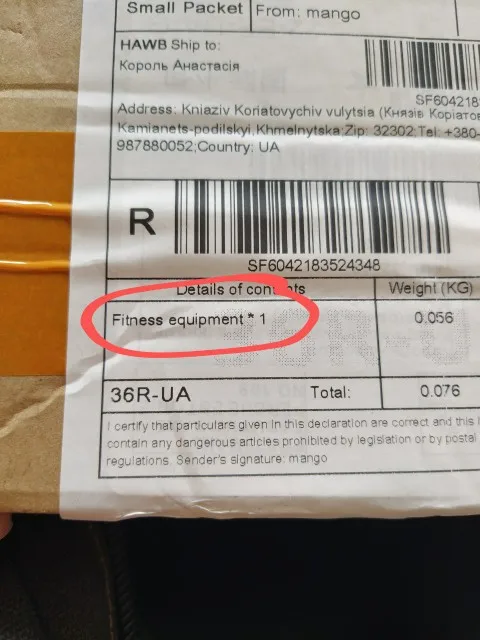 Small Packet From: mango
HAWB Ship to:
Король Анастасія
SF604218
Address: Kniaziv Koriatovychiv vulytsia (Князів Коріатов
Kamianets-podilskyi,Khmelnytska;Zip: 32302;Tel: +380-
987880052;Country: UA
R
SF6042183524348
Details of contents Weight (KG)
Fitness equipment * 1 0.056
36R-UA Total: 0.076
I certify that particulars given in this declaration are correct and this i
contain any dangerous articles prohibited by legislation or by postal
regulations. Sender's signature: mango